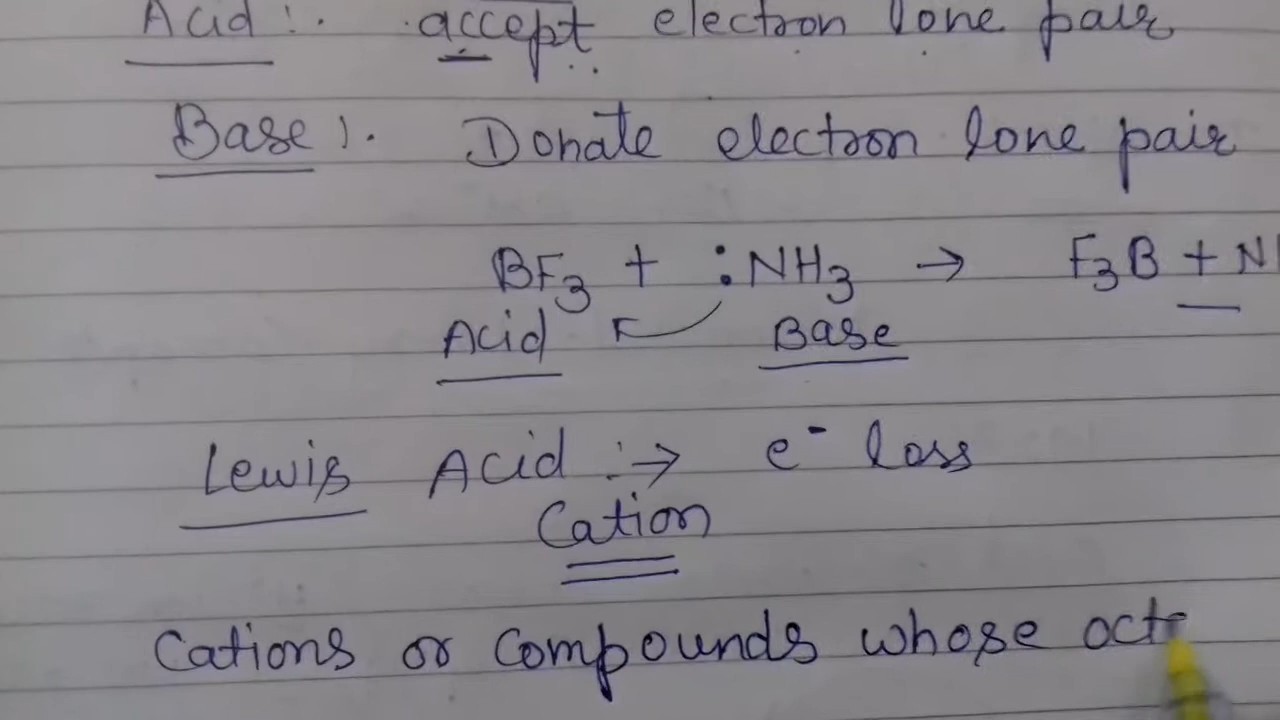 Acid :. accept electron lone pair
Base :. Donate electron lone pair
BF3 + :NH3 → F3B + N
Acid Base
Lewis Acid :→ e- loss
Cation
Cations or compounds whose oct